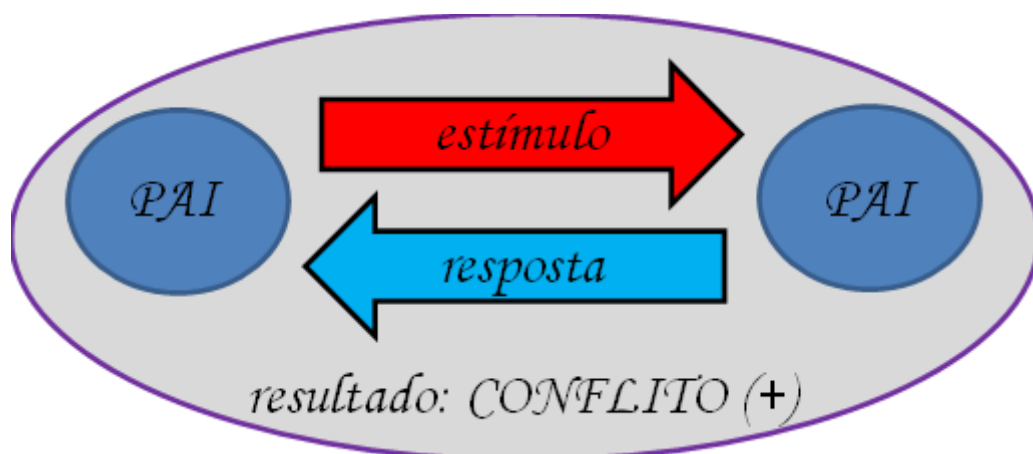 estímulo
PAI
PAI
resposta
resultado: CONFLITO (+)